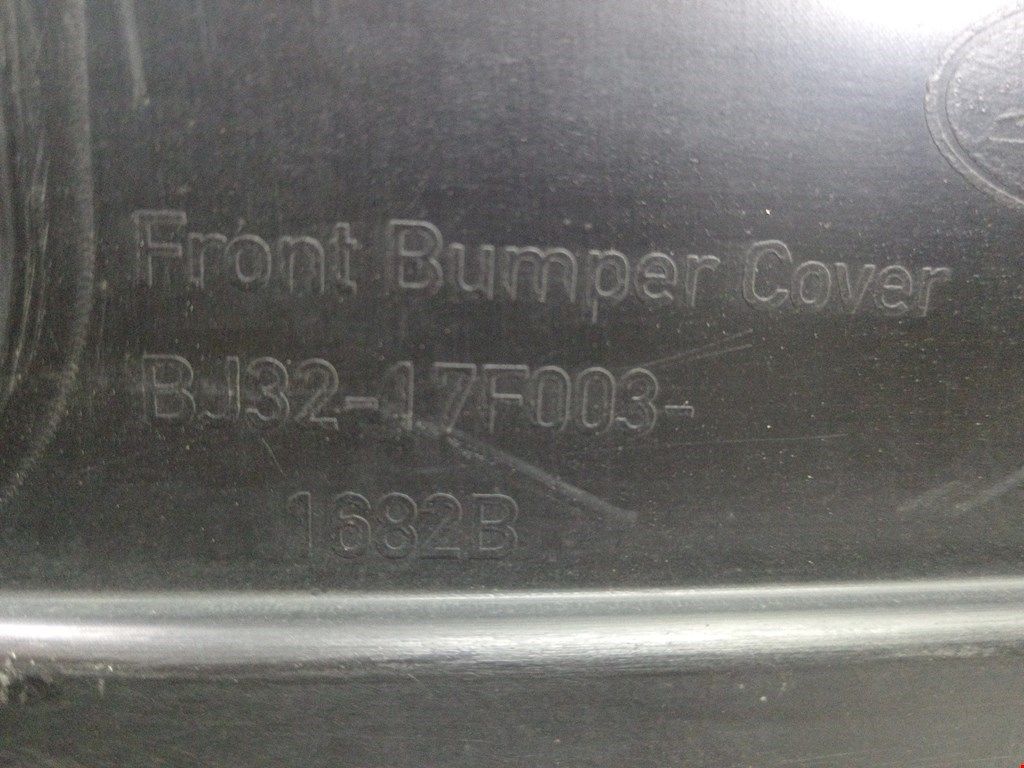 Front Bumper Cover
BJ32-17F003-
1682B